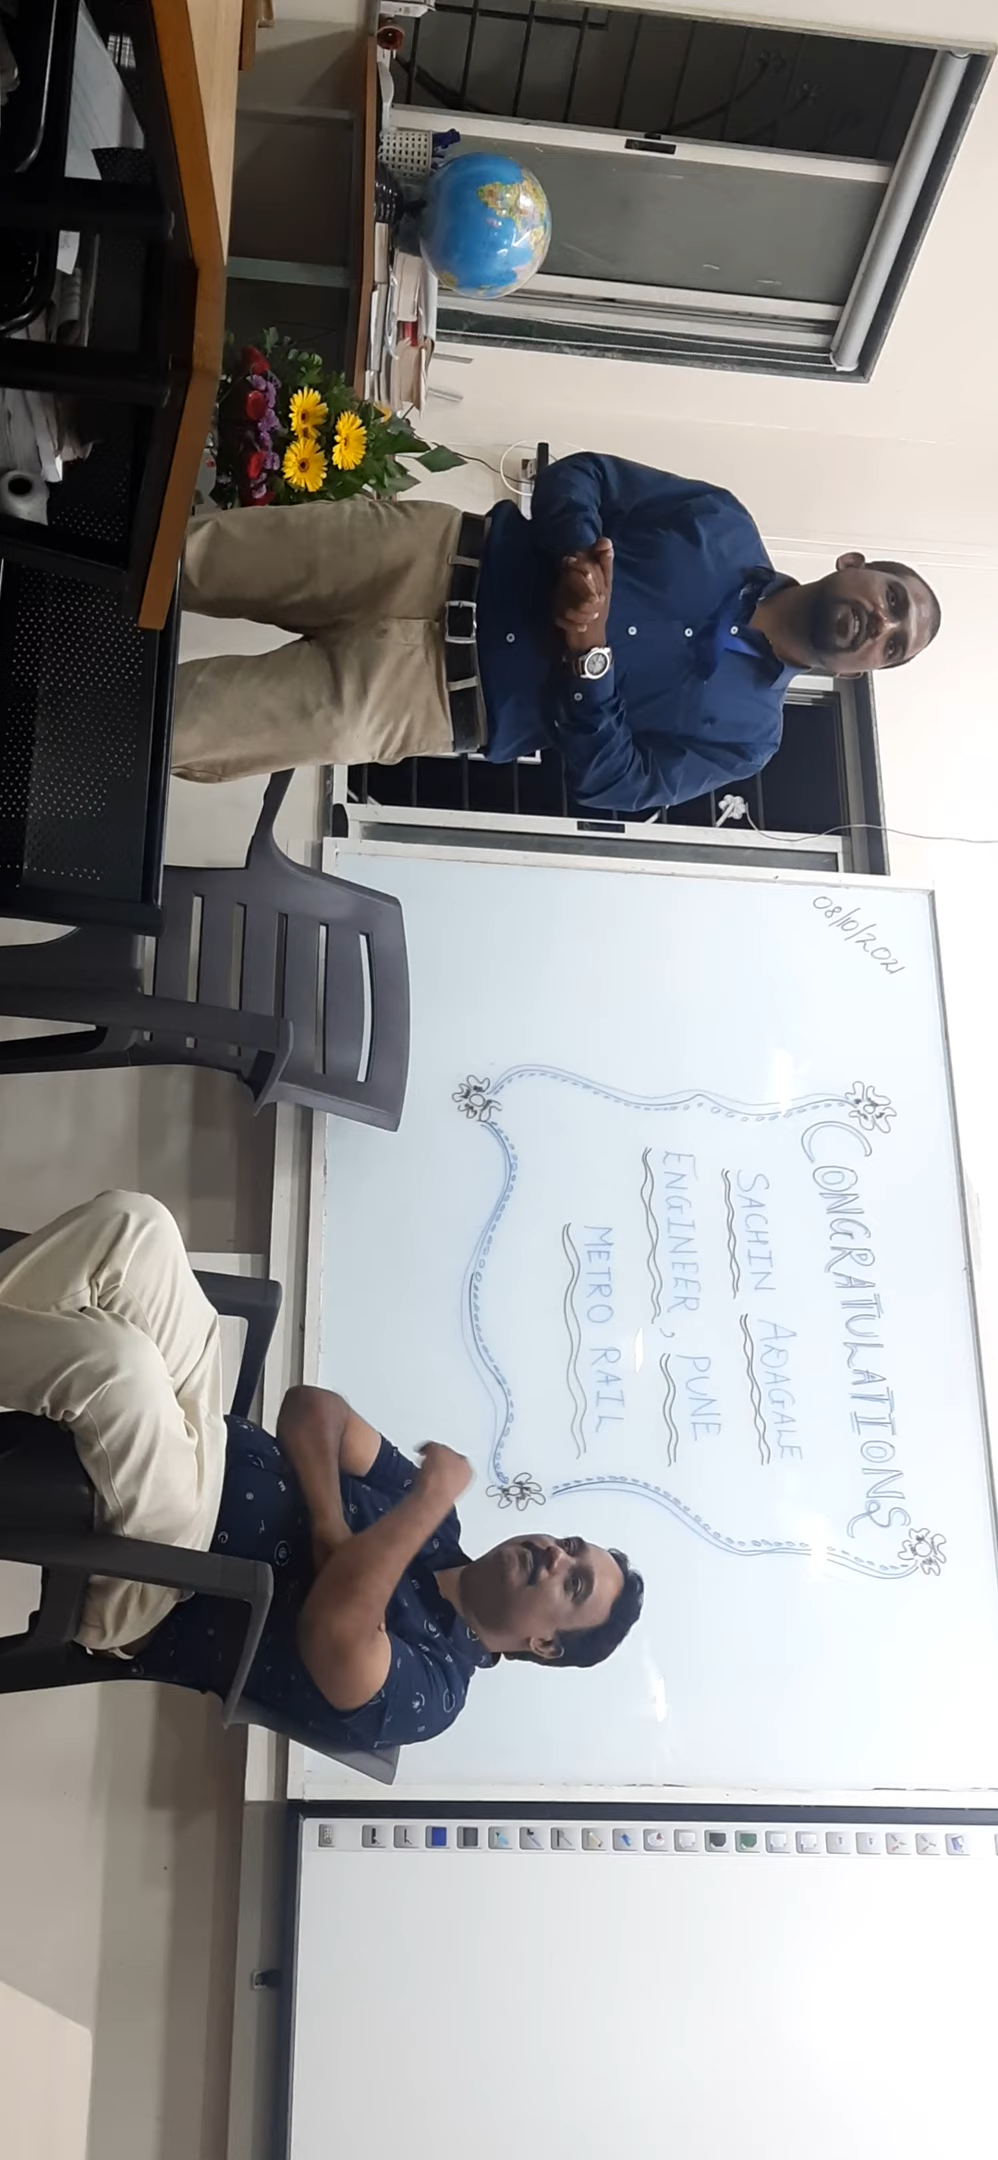 08/10/2021
CONGRATULATIONS
SACHIN ADAGALE
ENGINEER, PUNE
METRO RAIL